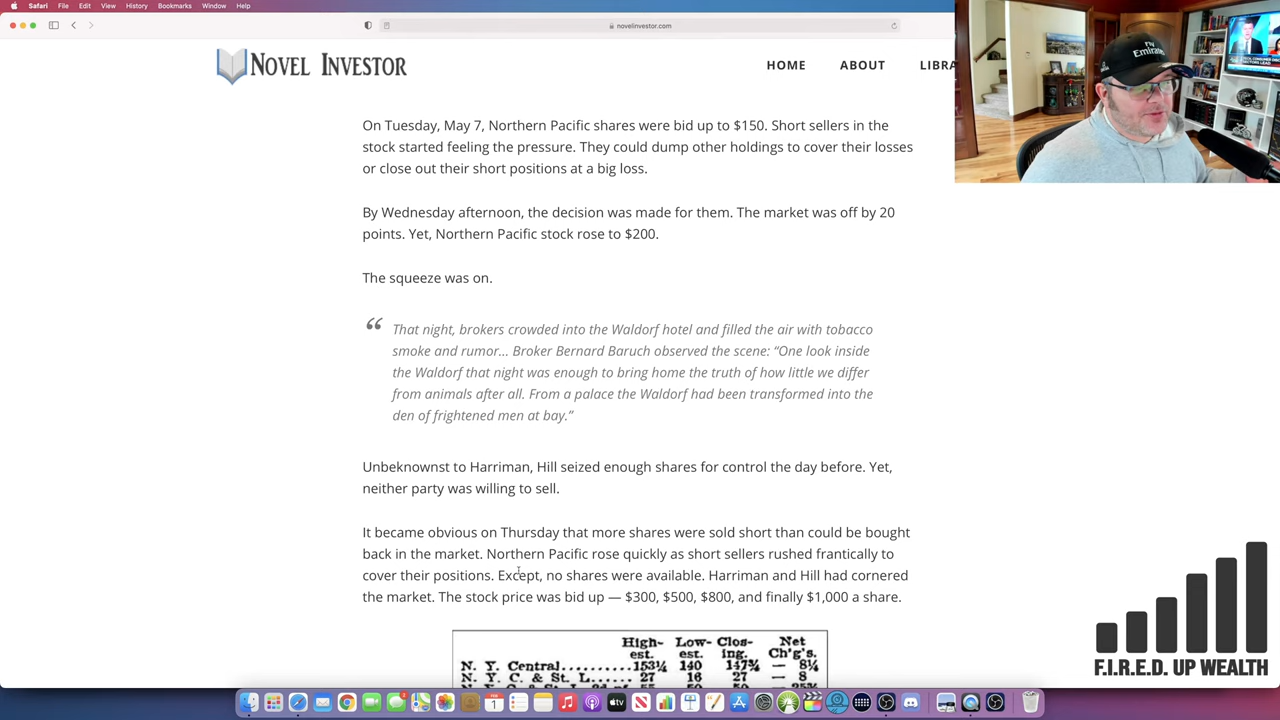 Safari File Edit View History Bookmarks Window Help
novelinvestor.com
NOVEL INVESTOR
HOME ABOUT LIBRA
Fly
Emirates
On Tuesday, May 7, Northern Pacific shares were bid up to $150. Short sellers in the
stock started feeling the pressure. They could dump other holdings to cover their losses
or close out their short positions at a big loss.
By Wednesday afternoon, the decision was made for them. The market was off by 20
points. Yet, Northern Pacific stock rose to $200.
The squeeze was on.
“ That night, brokers crowded into the Waldorf hotel and filled the air with tobacco
smoke and rumor... Broker Bernard Baruch observed the scene: “One look inside
the Waldorf that night was enough to bring home the truth of how little we differ
from animals after all. From a palace the Waldorf had been transformed into the
den of frightened men at bay.”
Unbeknownst to Harriman, Hill seized enough shares for control the day before. Yet,
neither party was willing to sell.
It became obvious on Thursday that more shares were sold short than could be bought
back in the market. Northern Pacific rose quickly as short sellers rushed frantically to
cover their positions. Except, no shares were available. Harriman and Hill had cornered
the market. The stock price was bid up — $300, $500, $800, and finally $1,000 a share.
High-est. Low-est. Clos-ing. Net Ch'g's.
N. Y. Central.......153¼ 140 147¾ — 8¼
N. Y. C. & St. L.... 27 16 27 — 8
F.I.R.E.D. UP WEALTH
FEB
1
tv